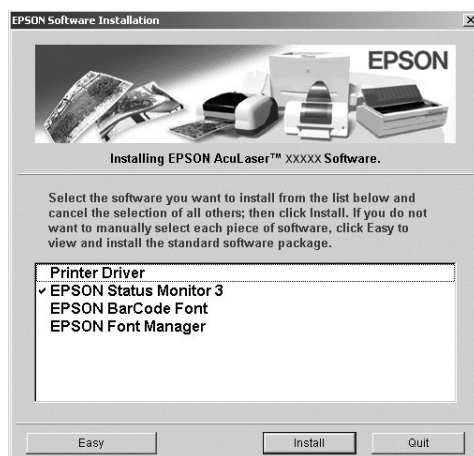 EPSON Software Installation
EPSON
Installing EPSON AcuLaser™ XXXXX Software.
Select the software you want to install from the list below and
cancel the selection of all others; then click Install. If you do not
want to manually select each piece of software, click Easy to
view and install the standard software package.
Printer Driver
✓ EPSON Status Monitor 3
EPSON BarCode Font
EPSON Font Manager
Easy
Install
Quit